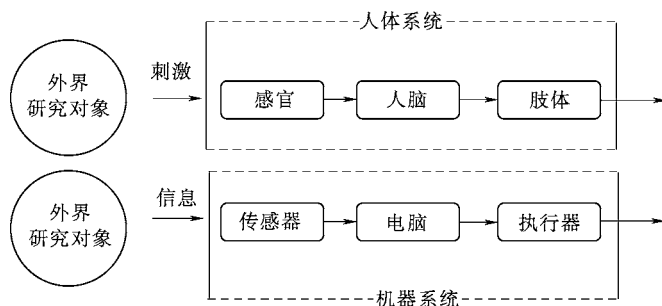 人体系统
外界
研究对象
刺激
感官
人脑
肢体
外界
研究对象
信息
传感器
电脑
执行器
机器系统